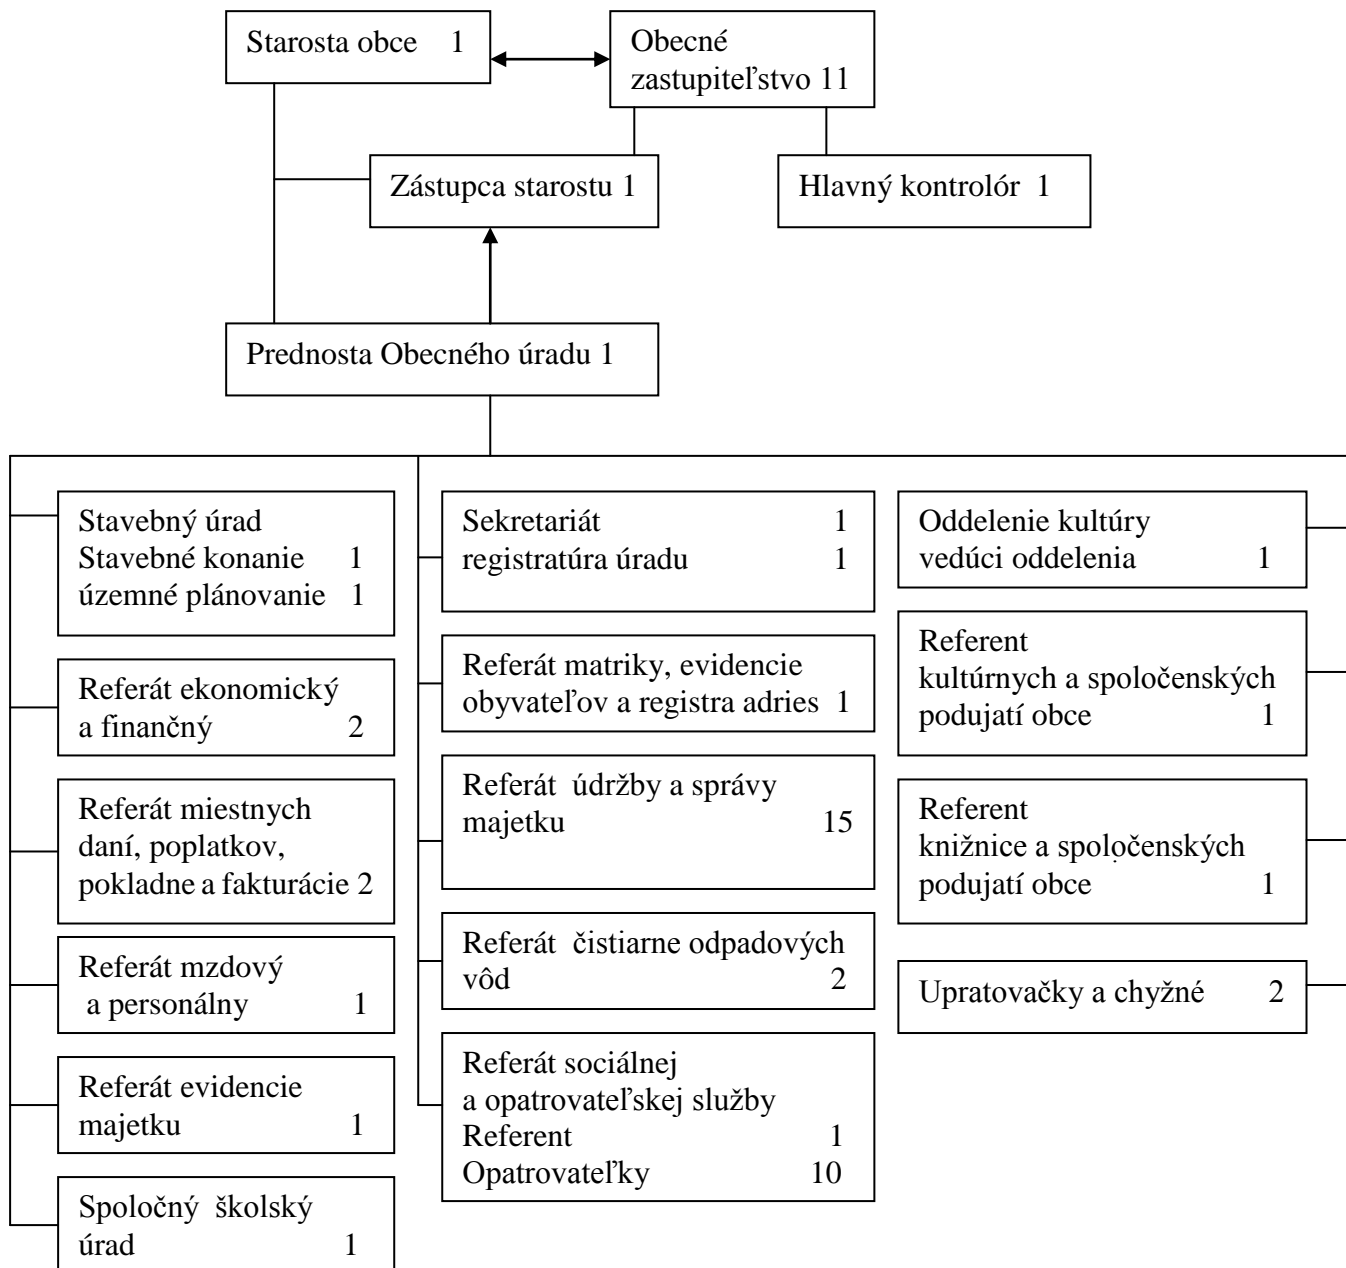 Starosta obce 1
Obecné
zastupiteľstvo 11
Zástupca starostu 1
Hlavný kontrolór 1
Prednosta Obecného úradu 1
Stavebný úrad
Stavebné konanie 1
územné plánovanie 1
Referát ekonomický
a finančný 2
Referát miestnych
daní, poplatkov,
pokladne a fakturácie 2
Referát mzdový
a personálny 1
Referát evidencie
majetku 1
Spoločný školský
úrad 1
Sekretariát 1
registratúra úradu 1
Referát matriky, evidencie
obyvateľov a registra adries 1
Referát údržby a správy
majetku 15
Referát čistiarne odpadových
vôd 2
Referát sociálnej
a opatrovateľskej služby
Referent 1
Opatrovateľky 10
Oddelenie kultúry
vedúci oddelenia 1
Referent
kultúrnych a spoločenských
podujatí obce 1
Referent
knižnice a spoločenských
podujatí obce 1
Upratovačky a chyžné 2